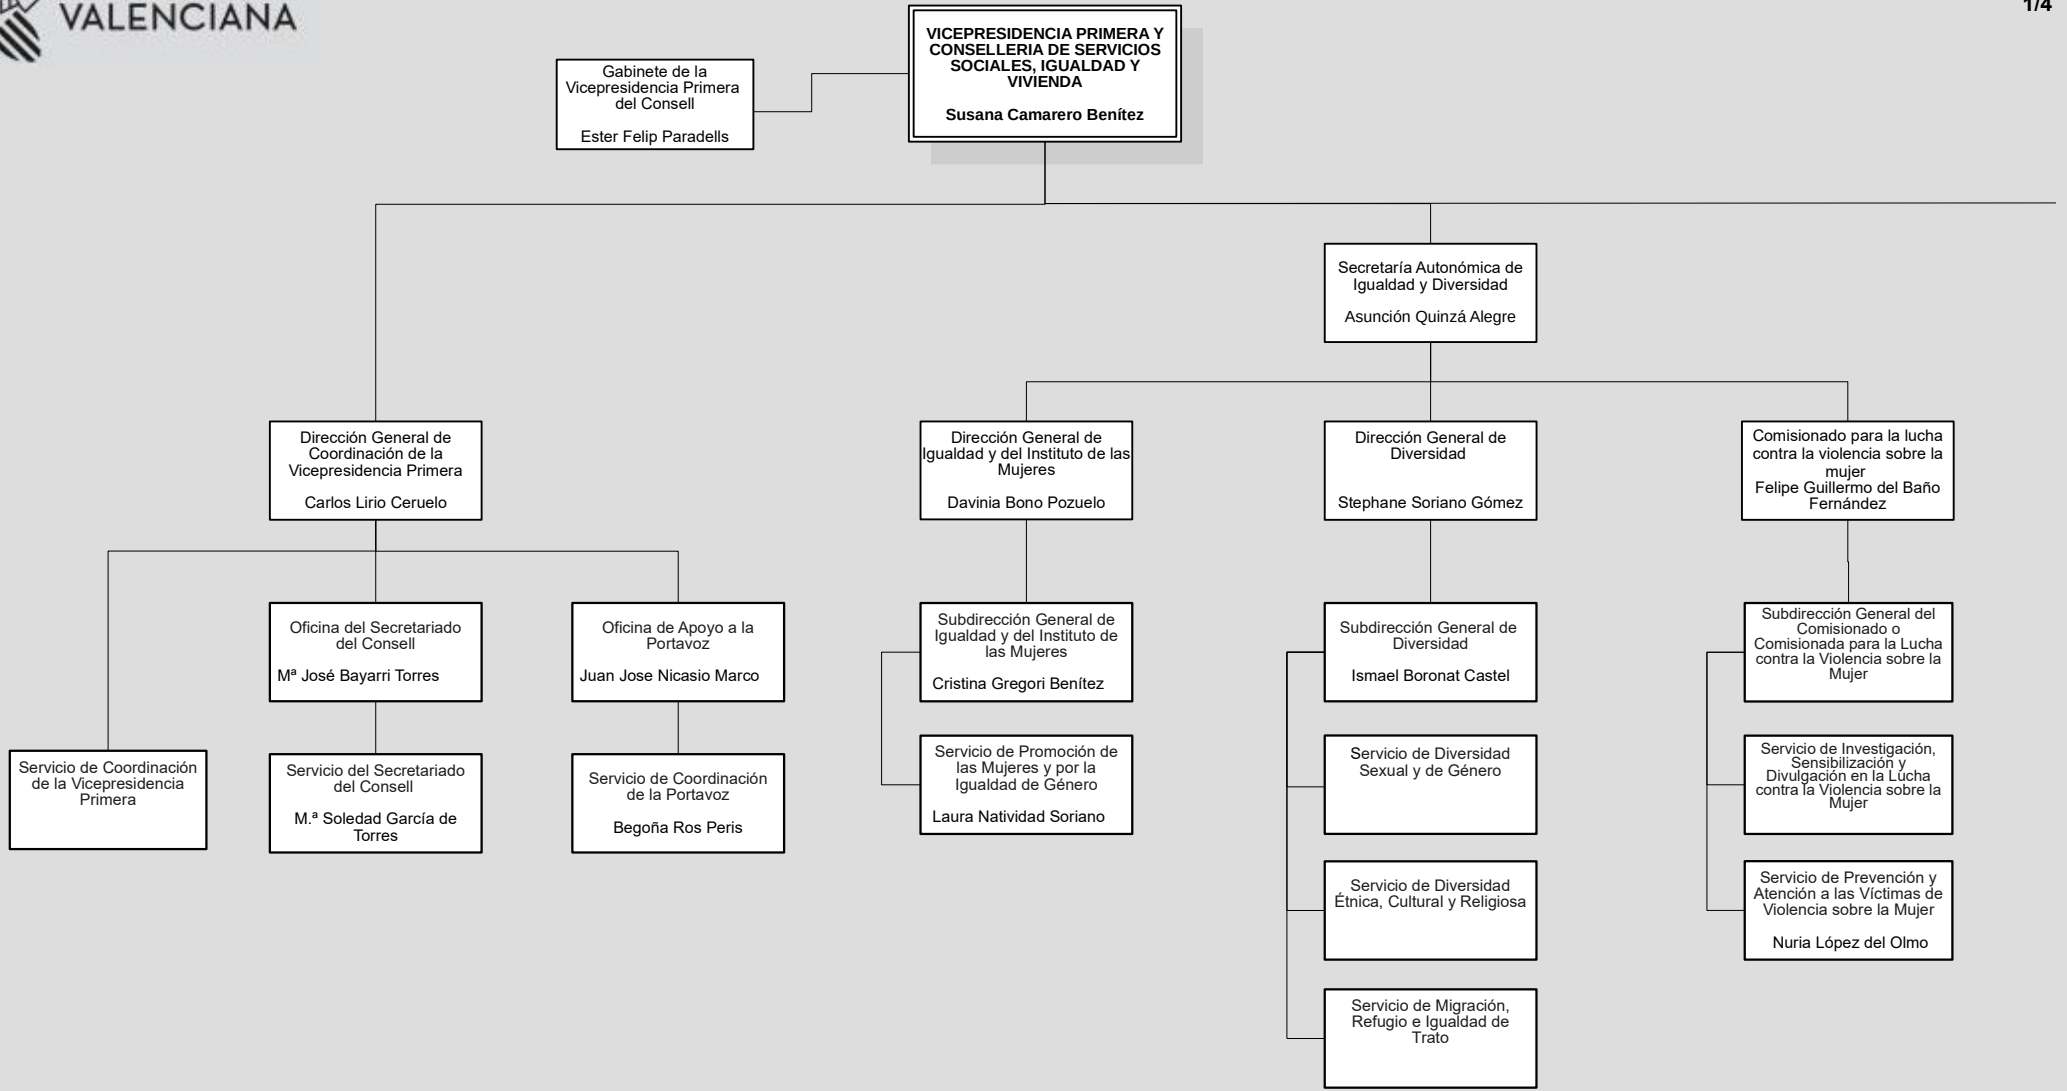 VALENCIANA
1/4
VICEPRESIDENCIA PRIMERA Y
CONSELLERIA DE SERVICIOS
SOCIALES, IGUALDAD Y
VIVIENDA
Susana Camarero Benítez
Gabinete de la
Vicepresidencia Primera
del Consell
Ester Felip Paradells
Secretaría Autonómica de
Igualdad y Diversidad
Asunción Quinzá Alegre
Dirección General de
Coordinación de la
Vicepresidencia Primera
Carlos Lirio Ceruelo
Dirección General de
Igualdad y del Instituto de las
Mujeres
Davinia Bono Pozuelo
Dirección General de
Diversidad
Stephane Soriano Gómez
Comisionado para la lucha
contra la violencia sobre la
mujer
Felipe Guillermo del Baño
Fernández
Oficina del Secretariado
del Consell
Mª José Bayarri Torres
Oficina de Apoyo a la
Portavoz
Juan Jose Nicasio Marco
Subdirección General de
Igualdad y del Instituto de
las Mujeres
Cristina Gregori Benítez
Subdirección General de
Diversidad
Ismael Boronat Castel
Subdirección General del
Comisionado o
Comisionada para la Lucha
contra la Violencia sobre la
Mujer
Servicio de Coordinación
de la Vicepresidencia
Primera
Servicio del Secretariado
del Consell
M.ª Soledad García de
Torres
Servicio de Coordinación
de la Portavoz
Begoña Ros Peris
Servicio de Promoción de
las Mujeres y por la
Igualdad de Género
Laura Natividad Soriano
Servicio de Diversidad
Sexual y de Género
Servicio de Investigación,
Sensibilización y
Divulgación en la Lucha
contra la Violencia sobre la
Mujer
Servicio de Diversidad
Étnica, Cultural y Religiosa
Servicio de Prevención y
Atención a las Víctimas de
Violencia sobre la Mujer
Nuria López del Olmo
Servicio de Migración,
Refugio e Igualdad de
Trato